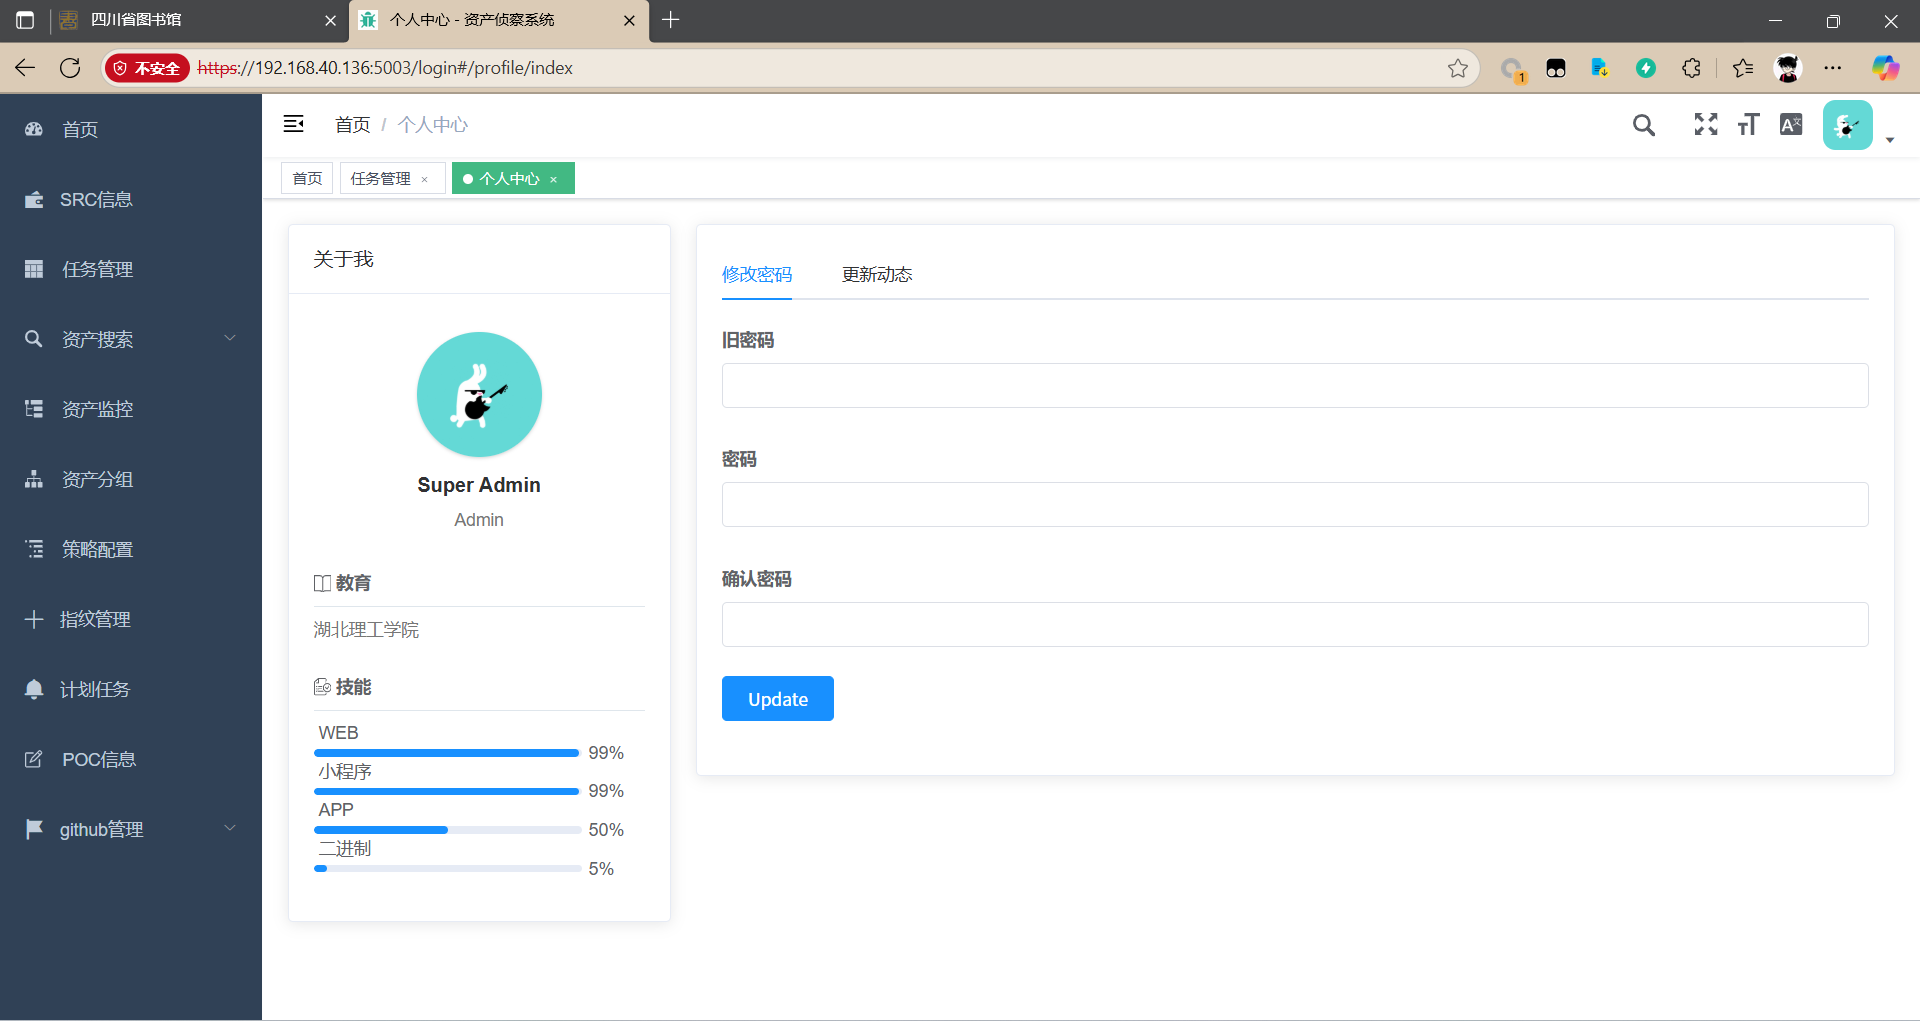 四川省图书馆
个人中心 - 资产侦察系统
不安全
https://192.168.40.136:5003/login#/profile/index
1
首页
SRC信息
任务管理
资产搜索
资产监控
资产分组
策略配置
指纹管理
计划任务
POC信息
github管理
首页 / 个人中心
首页
任务管理 ×
个人中心 ×
关于我
Super Admin
Admin
教育
湖北理工学院
技能
WEB
99%
小程序
99%
APP
50%
二进制
5%
修改密码
更新动态
旧密码
密码
确认密码
Update